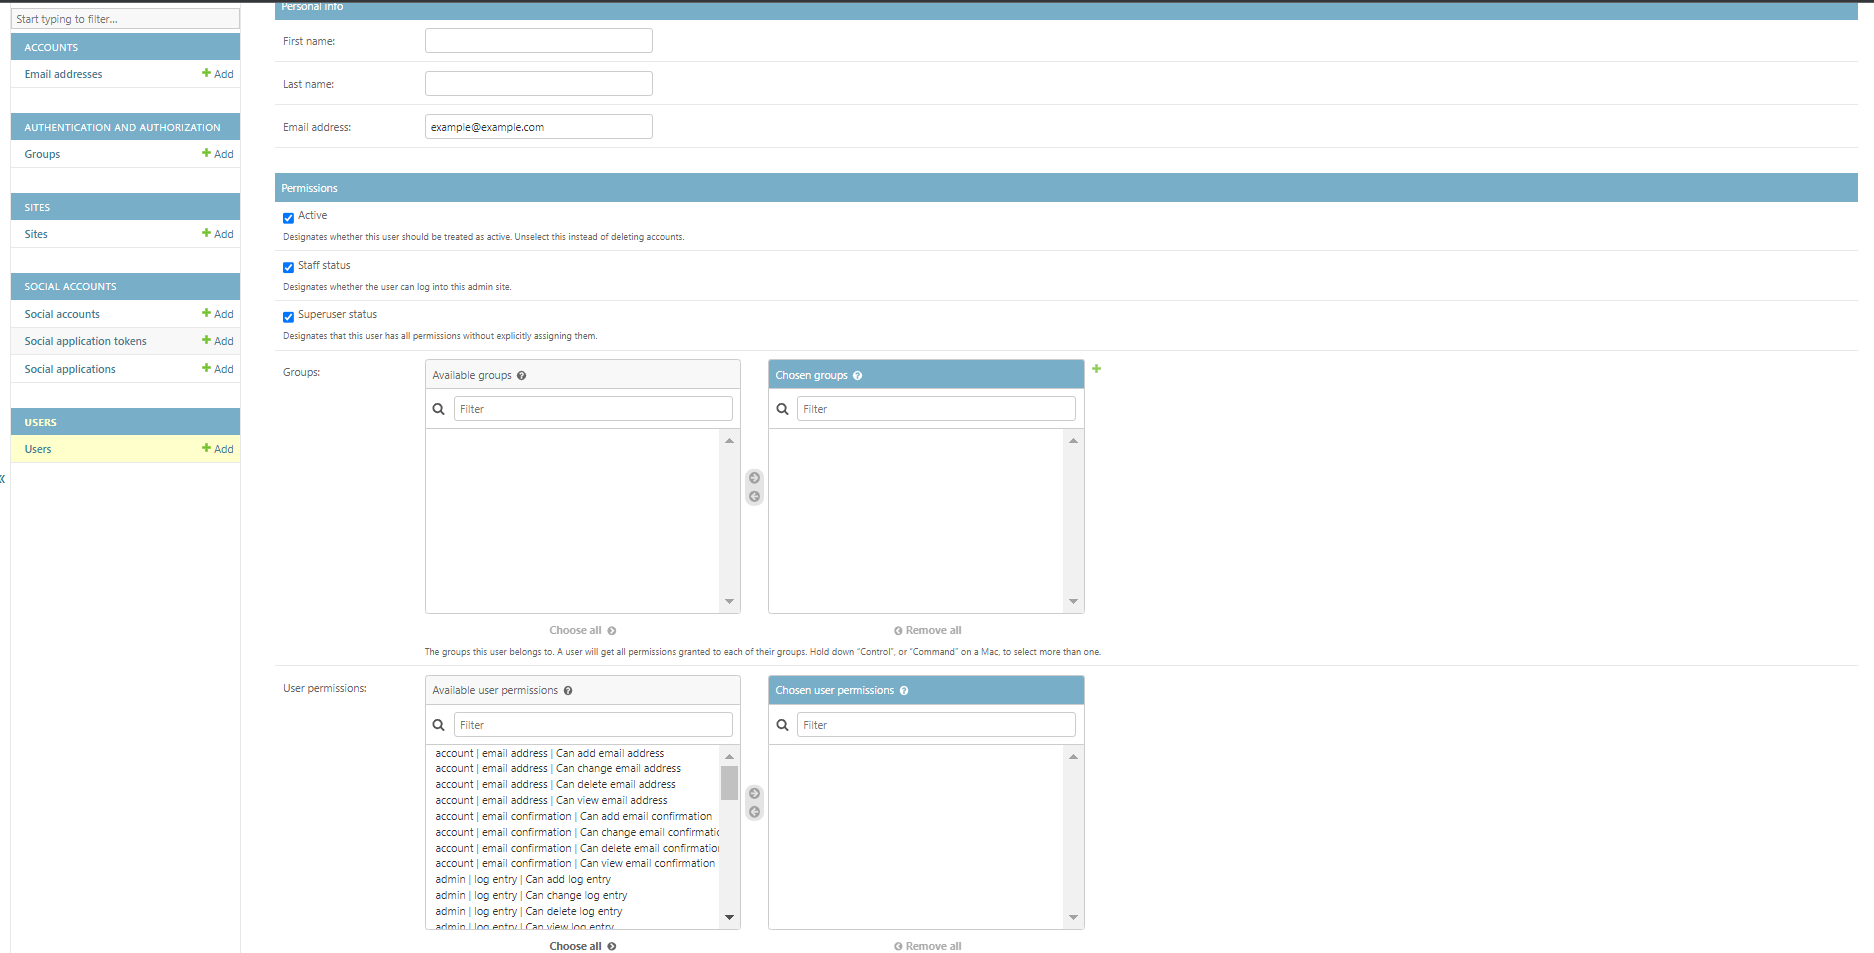 Start typing to filter...
ACCOUNTS
Email addresses
Add
AUTHENTICATION AND AUTHORIZATION
Groups
Add
SITES
Sites
Add
SOCIAL ACCOUNTS
Social accounts
Add
Social application tokens
Add
Social applications
Add
USERS
Users
Add
«
Personal info
First name:
Last name:
Email address:
example@example.com
Permissions
Active
Designates whether this user should be treated as active. Unselect this instead of deleting accounts.
Staff status
Designates whether the user can log into this admin site.
Superuser status
Designates that this user has all permissions without explicitly assigning them.
Groups:
Available groups
Filter
Choose all
Chosen groups
Filter
Remove all
The groups this user belongs to. A user will get all permissions granted to each of their groups. Hold down “Control”, or “Command” on a Mac, to select more than one.
User permissions:
Available user permissions
Filter
account | email address | Can add email address
account | email address | Can change email address
account | email address | Can delete email address
account | email address | Can view email address
account | email confirmation | Can add email confirmation
account | email confirmation | Can change email confirmatic
account | email confirmation | Can delete email confirmatio
account | email confirmation | Can view email confirmation
admin | log entry | Can add log entry
admin | log entry | Can change log entry
admin | log entry | Can delete log entry
admin | log entry | Can view log entry
Choose all
Chosen user permissions
Filter
Remove all